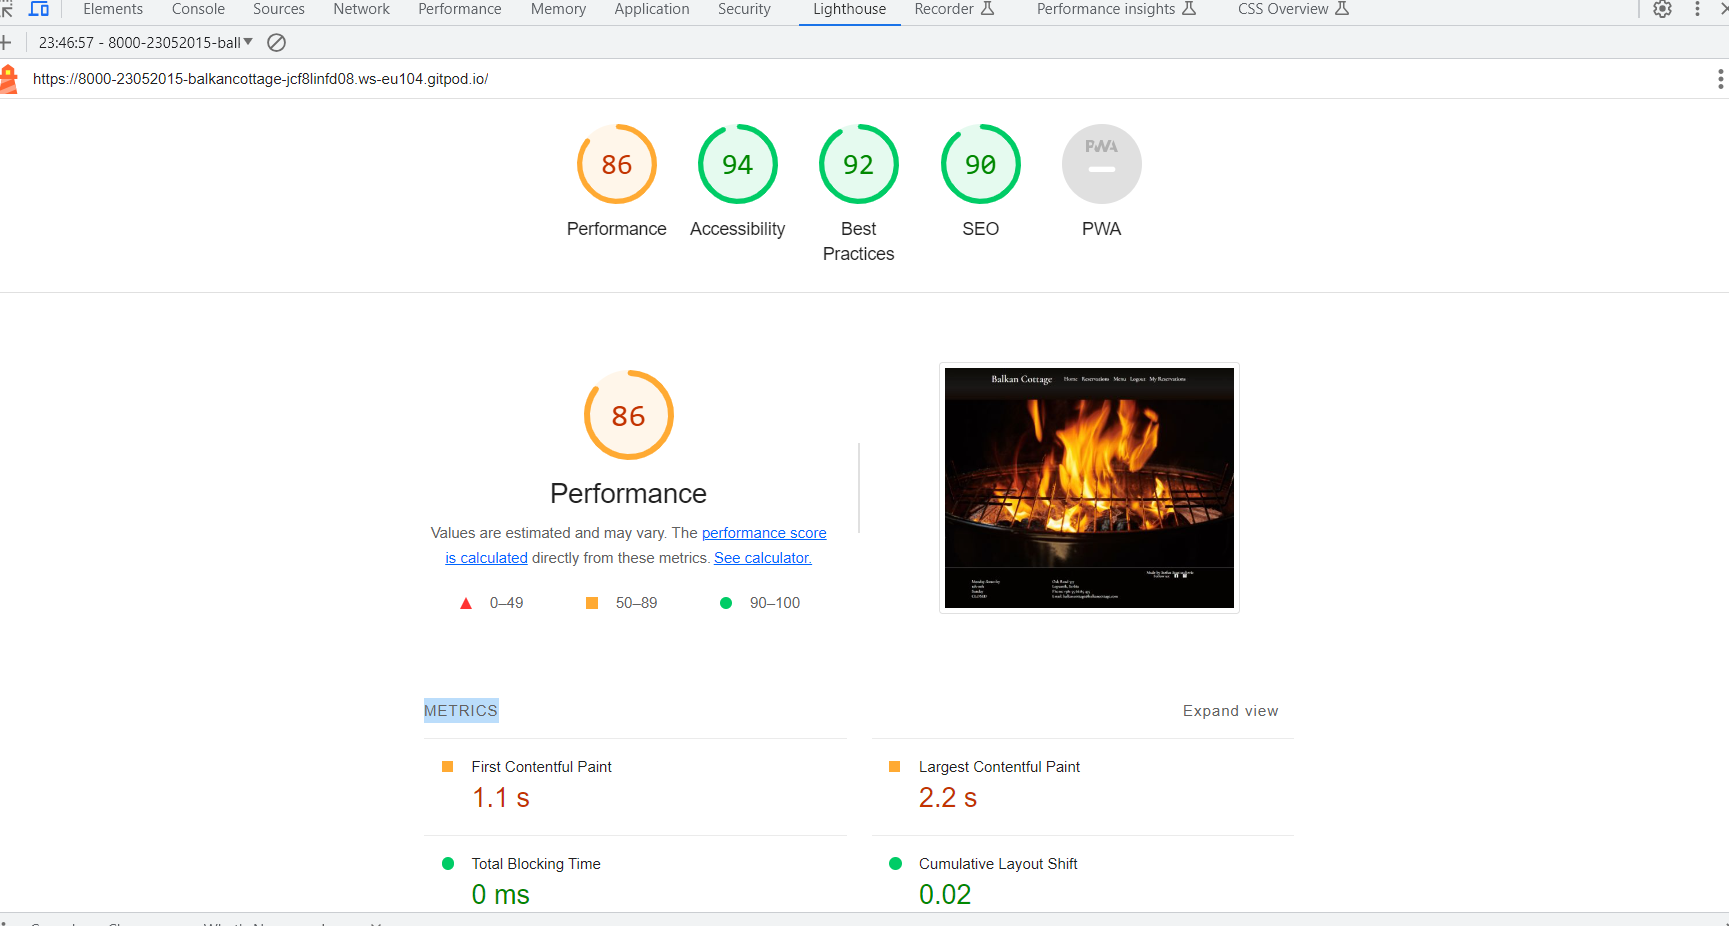 Elements Console Sources Network Performance Memory Application Security Lighthouse Recorder Performance insights CSS Overview
23:46:57 - 8000-23052015-ball
https://8000-23052015-balkancottage-jcf8linfd08.ws-eu104.gitpod.io/
86 94 92 90 PWA
Performance Accessibility Best Practices SEO PWA
86
Performance
Values are estimated and may vary. The performance score
is calculated directly from these metrics. See calculator.
0–49 50–89 90–100
Balkan Cottage Home Reservations Menu Logout My Reservations
METRICS Expand view
First Contentful Paint Largest Contentful Paint
1.1 s 2.2 s
Total Blocking Time Cumulative Layout Shift
0 ms 0.02